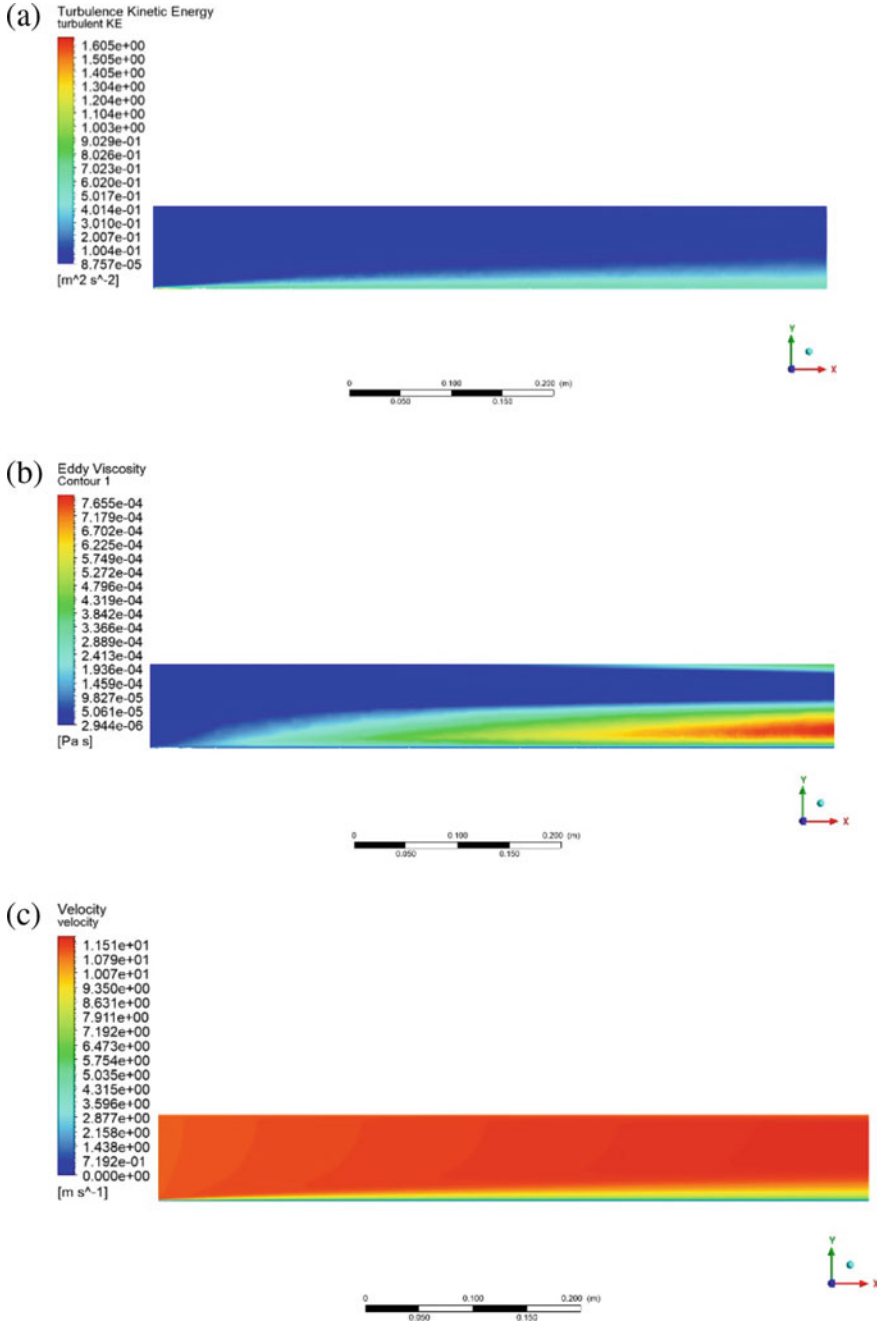 (a)
Turbulence Kinetic Energy
turbulent KE
1.605e+00
1.505e+00
1.405e+00
1.304e+00
1.204e+00
1.104e+00
1.003e+00
9.029e-01
8.026e-01
7.023e-01
6.020e-01
5.017e-01
4.014e-01
3.010e-01
2.007e-01
1.004e-01
8.757e-05
[m^2 s^-2]
Y
X
0 0.100 0.200 (m)
0.050 0.150
(b)
Eddy Viscosity
Contour 1
7.655e-04
7.179e-04
6.702e-04
6.225e-04
5.749e-04
5.272e-04
4.796e-04
4.319e-04
3.842e-04
3.366e-04
2.889e-04
2.413e-04
1.936e-04
1.459e-04
9.827e-05
5.061e-05
2.944e-06
[Pa s]
Y
X
0 0.100 0.200 (m)
0.050 0.150
(c)
Velocity
velocity
1.151e+01
1.079e+01
1.007e+01
9.350e+00
8.631e+00
7.911e+00
7.192e+00
6.473e+00
5.754e+00
5.035e+00
4.315e+00
3.596e+00
2.877e+00
2.158e+00
1.438e+00
7.192e-01
0.000e+00
[m s^-1]
Y
X
0 0.100 0.200 (m)
0.050 0.150